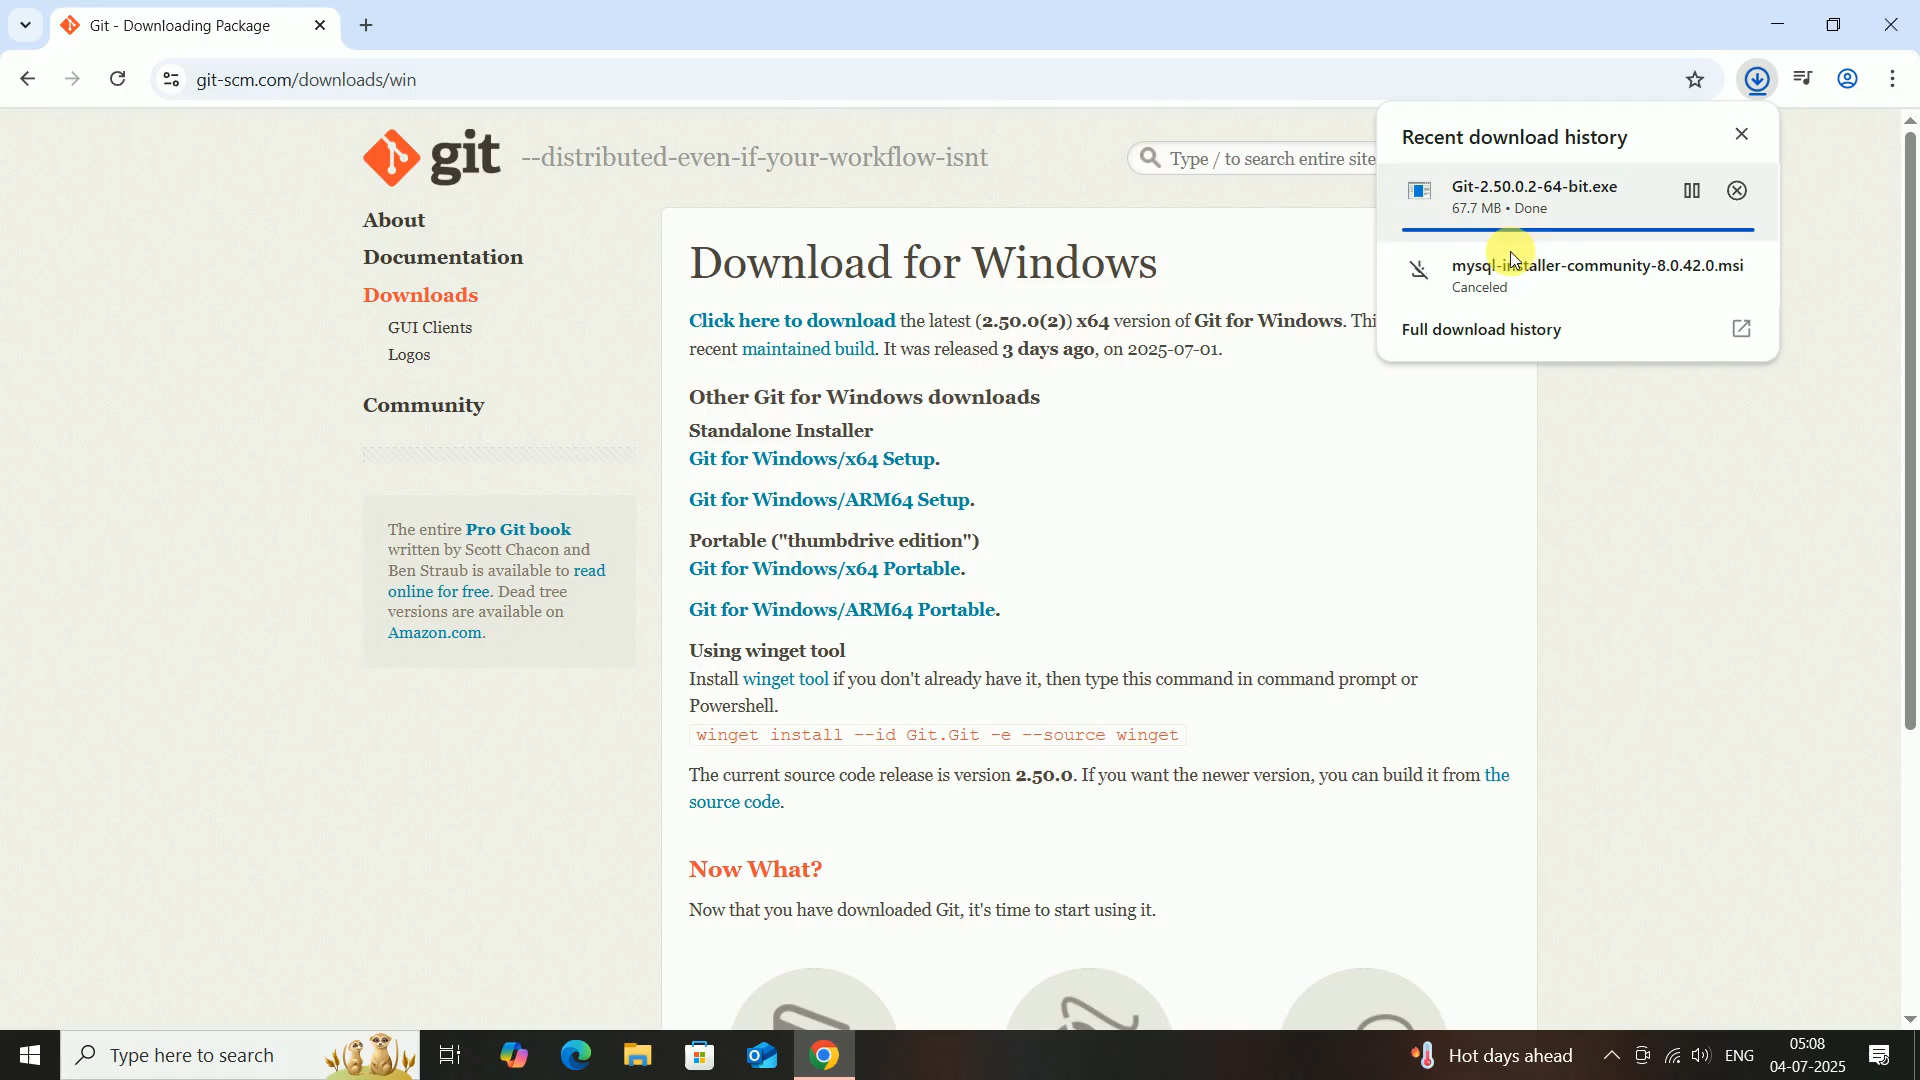 Git - Downloading Package
git-scm.com/downloads/win
git --distributed-even-if-your-workflow-isnt
Type / to search entire site
Recent download history
Git-2.50.0.2-64-bit.exe
67.7 MB • Done
mysql-installer-community-8.0.42.0.msi
Canceled
Full download history
About
Documentation
Downloads
GUI Clients
Logos
Community
The entire Pro Git book
written by Scott Chacon and
Ben Straub is available to read
online for free. Dead tree
versions are available on
Amazon.com.
Download for Windows
Click here to download the latest (2.50.0(2)) x64 version of Git for Windows. Thi
recent maintained build. It was released 3 days ago, on 2025-07-01.
Other Git for Windows downloads
Standalone Installer
Git for Windows/x64 Setup.
Git for Windows/ARM64 Setup.
Portable ("thumbdrive edition")
Git for Windows/x64 Portable.
Git for Windows/ARM64 Portable.
Using winget tool
Install winget tool if you don't already have it, then type this command in command prompt or
Powershell.
winget install --id Git.Git -e --source winget
The current source code release is version 2.50.0. If you want the newer version, you can build it from the
source code.
Now What?
Now that you have downloaded Git, it's time to start using it.
Type here to search
Hot days ahead
ENG
05:08
04-07-2025